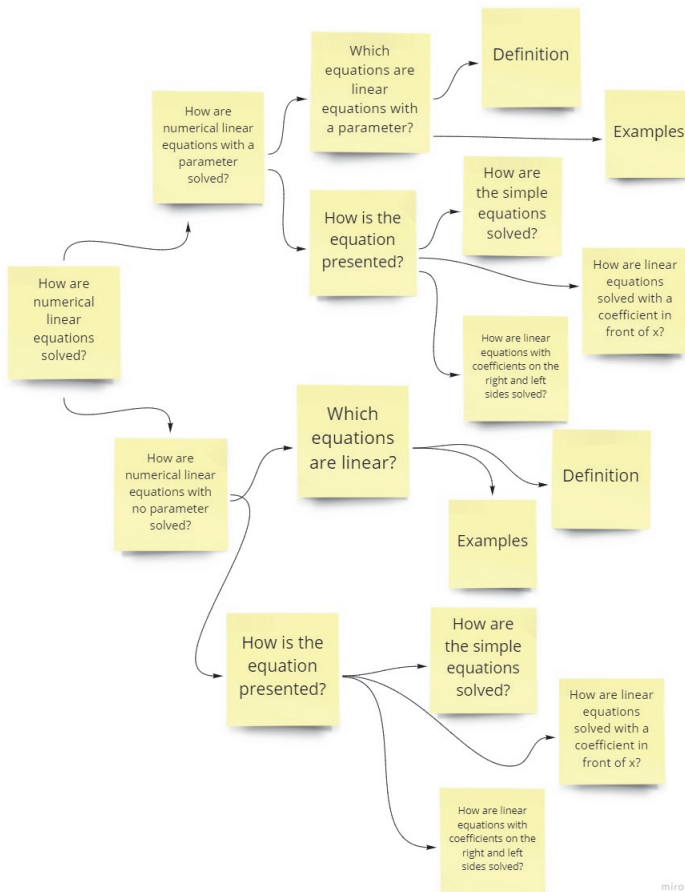 Which
equations are
linear
equations with
a parameter?
Definition
How are
numerical linear
equations with a
parameter
solved?
Examples
How are
the simple
equations
solved?
How is the
equation
presented?
How are linear
equations
solved with a
coefficient in
front of x?
How are
numerical
linear
equations
solved?
How are linear
equations with
coefficients on the
right and left
sides solved?
Which
equations
are linear?
How are
numerical linear
equations with
no parameter
solved?
Definition
Examples
How is the
equation
presented?
How are
the simple
equations
solved?
How are linear
equations
solved with a
coefficient in
front of x?
How are linear
equations with
coefficients on the
right and left
sides solved?
miro